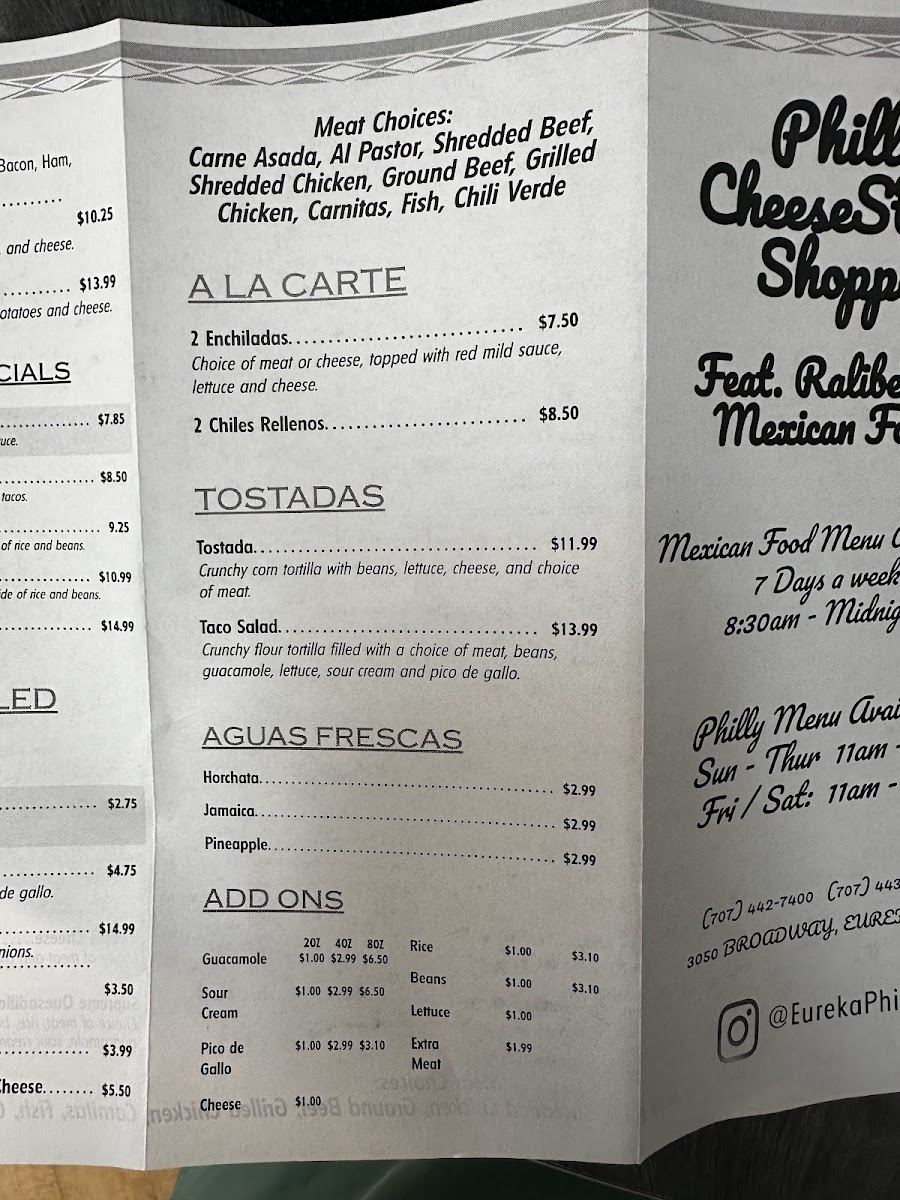 Bacon, Ham,
$10.25
and cheese.
$13.99
otatoes and cheese.
CIALS
$7.85
uce.
$8.50
tacos.
9.25
of rice and beans.
$10.99
ide of rice and beans.
$14.99
LED
$2.75
$4.75
de gallo.
$14.99
nions.
$3.50
$3.99
Cheese........ $5.50
Meat Choices:
Carne Asada, Al Pastor, Shredded Beef,
Shredded Chicken, Ground Beef, Grilled
Chicken, Carnitas, Fish, Chili Verde
A LA CARTE
2 Enchiladas.............................. $7.50
Choice of meat or cheese, topped with red mild sauce,
lettuce and cheese.
2 Chiles Rellenos.......................... $8.50
TOSTADAS
Tostada..................................... $11.99
Crunchy corn tortilla with beans, lettuce, cheese, and choice
of meat.
Taco Salad.................................. $13.99
Crunchy flour tortilla filled with a choice of meat, beans,
guacamole, lettuce, sour cream and pico de gallo.
AGUAS FRESCAS
Horchata....................................... $2.99
Jamaica........................................ $2.99
Pineapple...................................... $2.99
ADD ONS
2OZ 4OZ 8OZ
Guacamole $1.00 $2.99 $6.50
Sour $1.00 $2.99 $6.50
Cream
Pico de $1.00 $2.99 $3.10
Gallo
Cheese $1.00
Rice $1.00 $3.10
Beans $1.00 $3.10
Lettuce $1.00
Extra $1.99
Meat
Philly
CheeseSt
Shopp
Feat. Ralibe
Mexican Fo
Mexican Food Menu
7 Days a week
8:30am - Midnig
Philly Menu Avai
Sun - Thur 11am -
Fri / Sat: 11am -
(707) 442-7400 (707) 443
3050 BROADWAY, EURE
@EurekaPhi